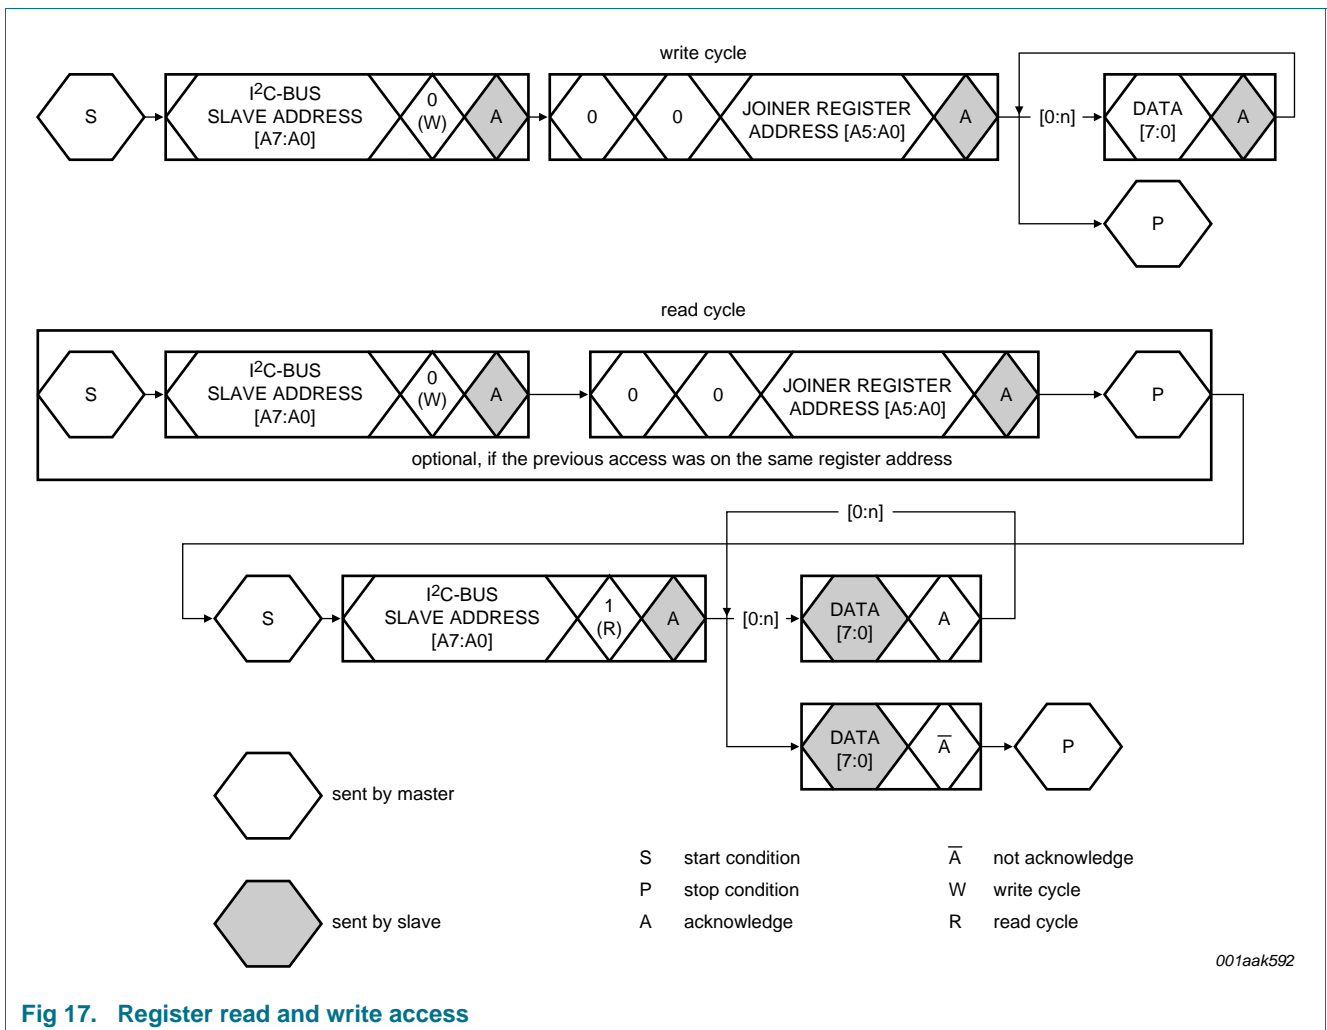 write cycle
S
I2C-BUS
SLAVE ADDRESS
[A7:A0]
0
(W)
A
0
0
JOINER REGISTER
ADDRESS [A5:A0]
A
[0:n]
DATA
[7:0]
A
P
read cycle
S
I2C-BUS
SLAVE ADDRESS
[A7:A0]
0
(W)
A
0
0
JOINER REGISTER
ADDRESS [A5:A0]
A
P
optional, if the previous access was on the same register address
[0:n]
S
I2C-BUS
SLAVE ADDRESS
[A7:A0]
1
(R)
A
[0:n]
DATA
[7:0]
A
DATA
[7:0]
A̅
P
sent by master
sent by slave
S start condition
P stop condition
A acknowledge
A̅ not acknowledge
W write cycle
R read cycle
001aak592
Fig 17. Register read and write access